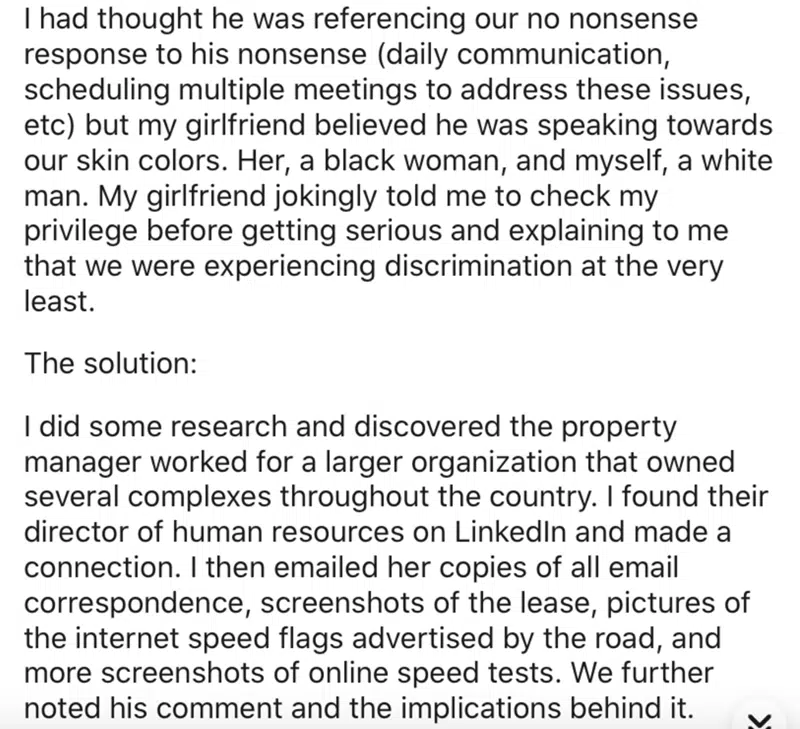 I had thought he was referencing our no nonsense
response to his nonsense (daily communication,
scheduling multiple meetings to address these issues,
etc) but my girlfriend believed he was speaking towards
our skin colors. Her, a black woman, and myself, a white
man. My girlfriend jokingly told me to check my
privilege before getting serious and explaining to me
that we were experiencing discrimination at the very
least.
The solution:
I did some research and discovered the property
manager worked for a larger organization that owned
several complexes throughout the country. I found their
director of human resources on LinkedIn and made a
connection. I then emailed her copies of all email
correspondence, screenshots of the lease, pictures of
the internet speed flags advertised by the road, and
more screenshots of online speed tests. We further
noted his comment and the implications behind it.